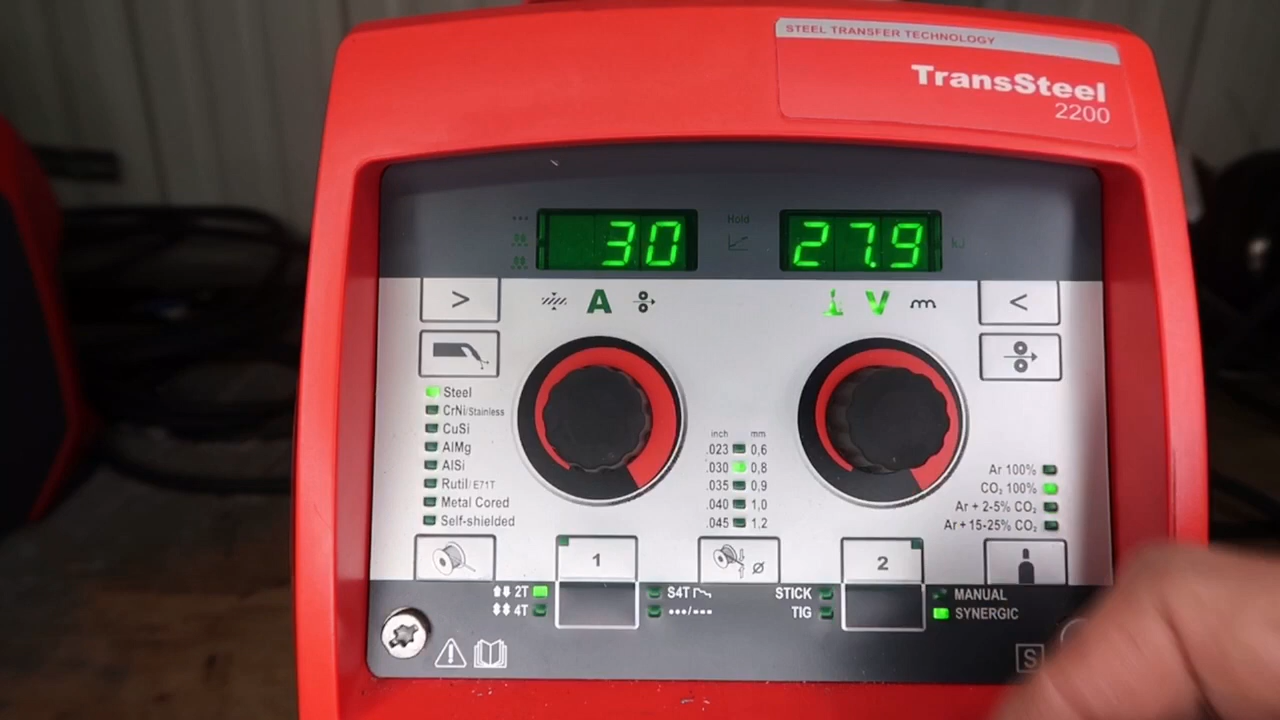 STEEL TRANSFER TECHNOLOGY
TransSteel
2200
Hold
30
27.9
>
A
V
<
Steel
CrNi/Stainless
CuSi
AlMg
AlSi
Rutil/E71T
Metal Cored
Self-shielded
inch mm
.023 0,6
.030 0,8
.035 0,9
.040 1,0
.045 1,2
Ar 100%
CO₂ 100%
Ar + 2-5% CO₂
Ar + 15-25% CO₂
1
Ø
2
2T
4T
S4T
•••/---
STICK
TIG
MANUAL
SYNERGIC
S